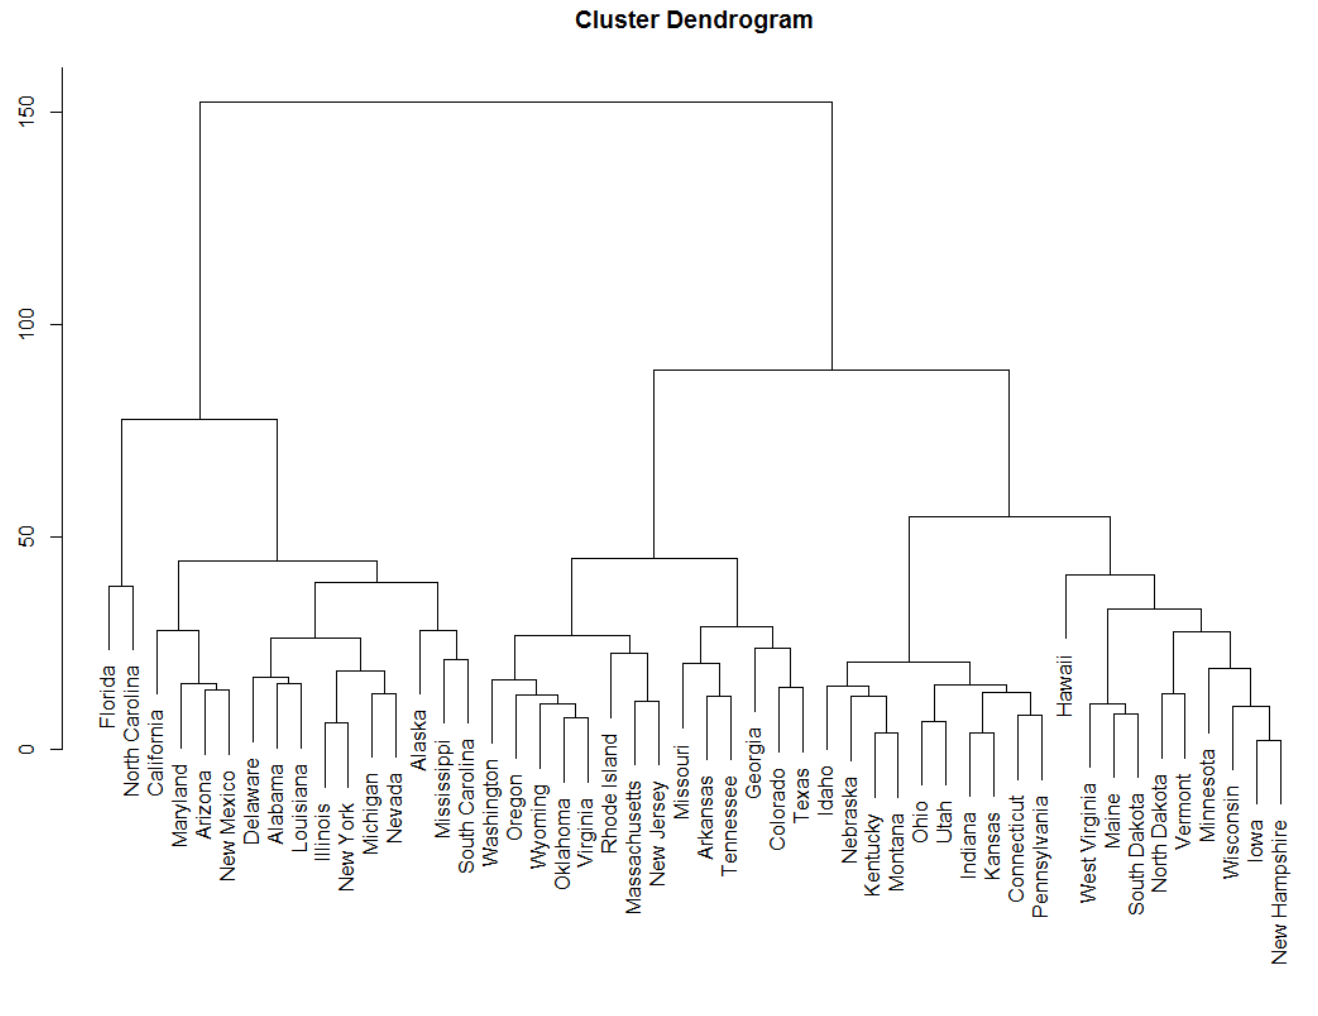 Cluster Dendrogram
150
100
50
0
Florida
North Carolina
California
Maryland
Arizona
New Mexico
Delaware
Alabama
Louisiana
Illinois
New York
Michigan
Nevada
Alaska
Mississippi
South Carolina
Washington
Oregon
Wyoming
Oklahoma
Virginia
Rhode Island
Massachusetts
New Jersey
Missouri
Arkansas
Tennessee
Georgia
Colorado
Texas
Idaho
Nebraska
Kentucky
Montana
Ohio
Utah
Indiana
Kansas
Connecticut
Pennsylvania
Hawaii
West Virginia
Maine
South Dakota
North Dakota
Vermont
Minnesota
Wisconsin
Iowa
New Hampshire